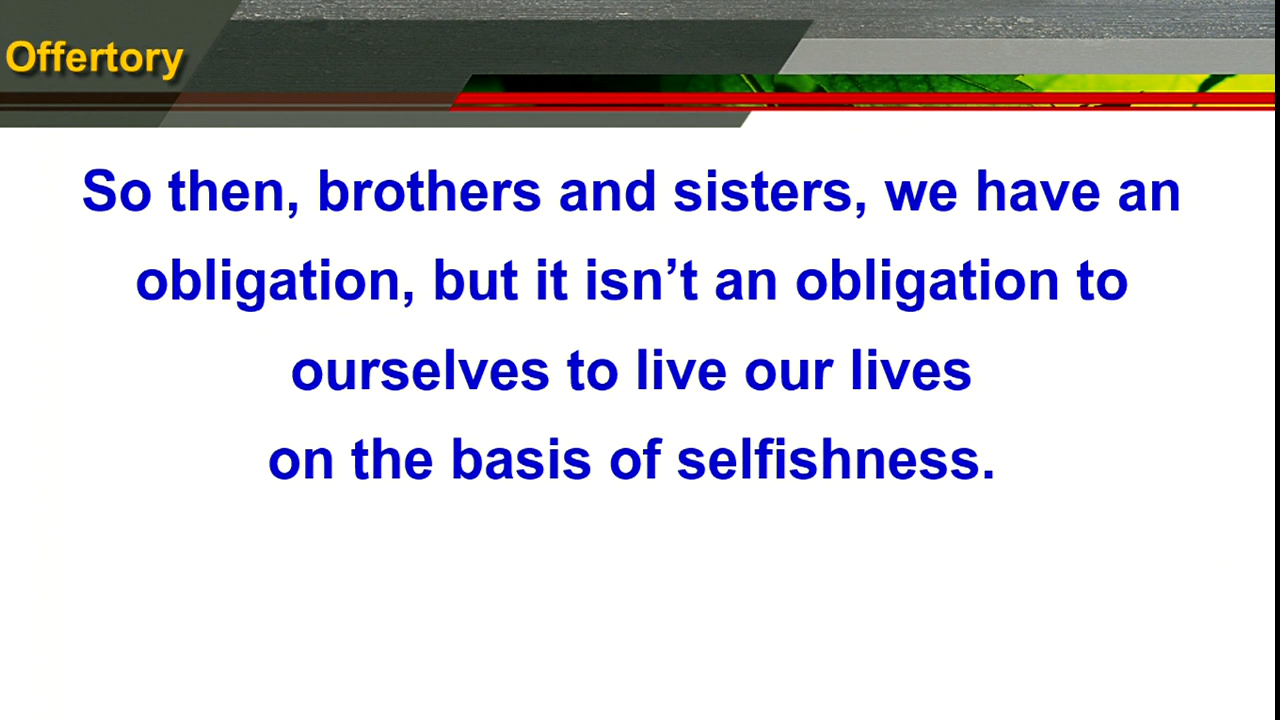 Offertory
So then, brothers and sisters, we have an
obligation, but it isn’t an obligation to
ourselves to live our lives
on the basis of selfishness.